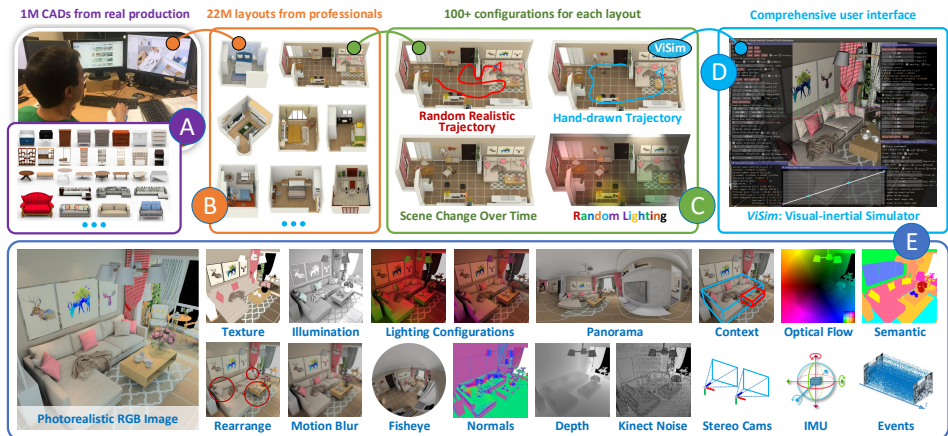 1M CADs from real production
22M layouts from professionals
100+ configurations for each layout
Comprehensive user interface
ViSim
A
B
Random Realistic
Trajectory
Hand-drawn Trajectory
Scene Change Over Time
Random Lighting
C
D
ViSim: Visual-inertial Simulator
E
Photorealistic RGB Image
Texture
Illumination
Lighting Configurations
Panorama
Context
Optical Flow
Semantic
Rearrange
Motion Blur
Fisheye
Normals
Depth
Kinect Noise
Stereo Cams
IMU
Events